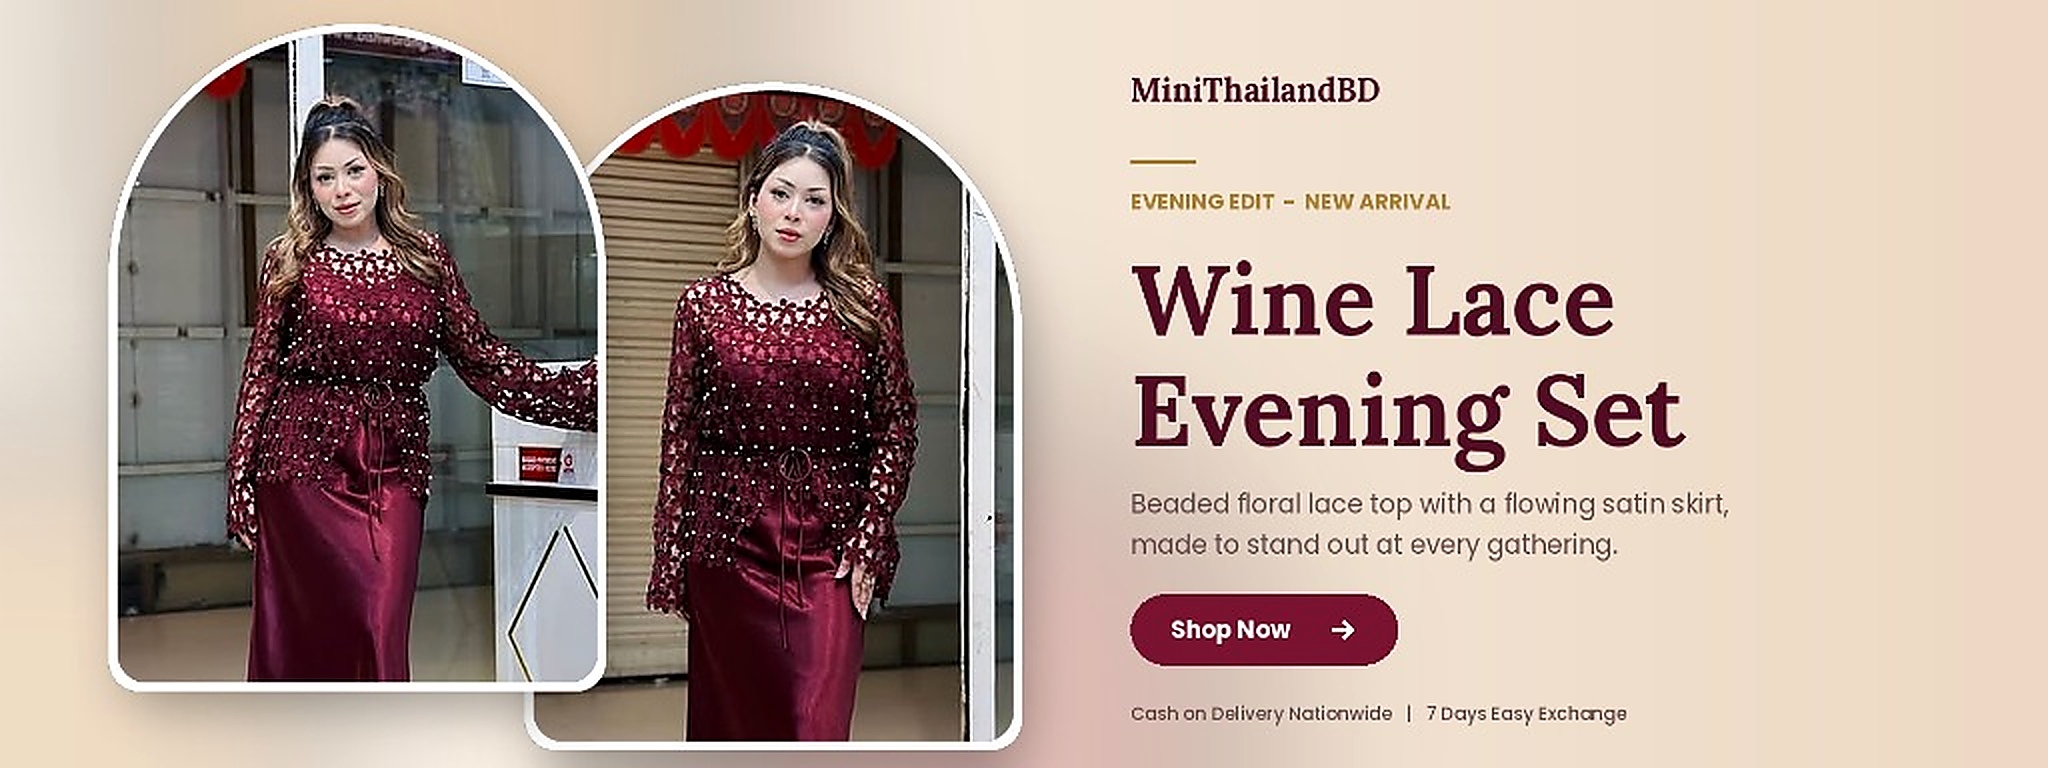 MiniThailandBD
EVENING EDIT - NEW ARRIVAL
Wine Lace
Evening Set
Beaded floral lace top with a flowing satin skirt,
made to stand out at every gathering.
Shop Now
Cash on Delivery Nationwide | 7 Days Easy Exchange